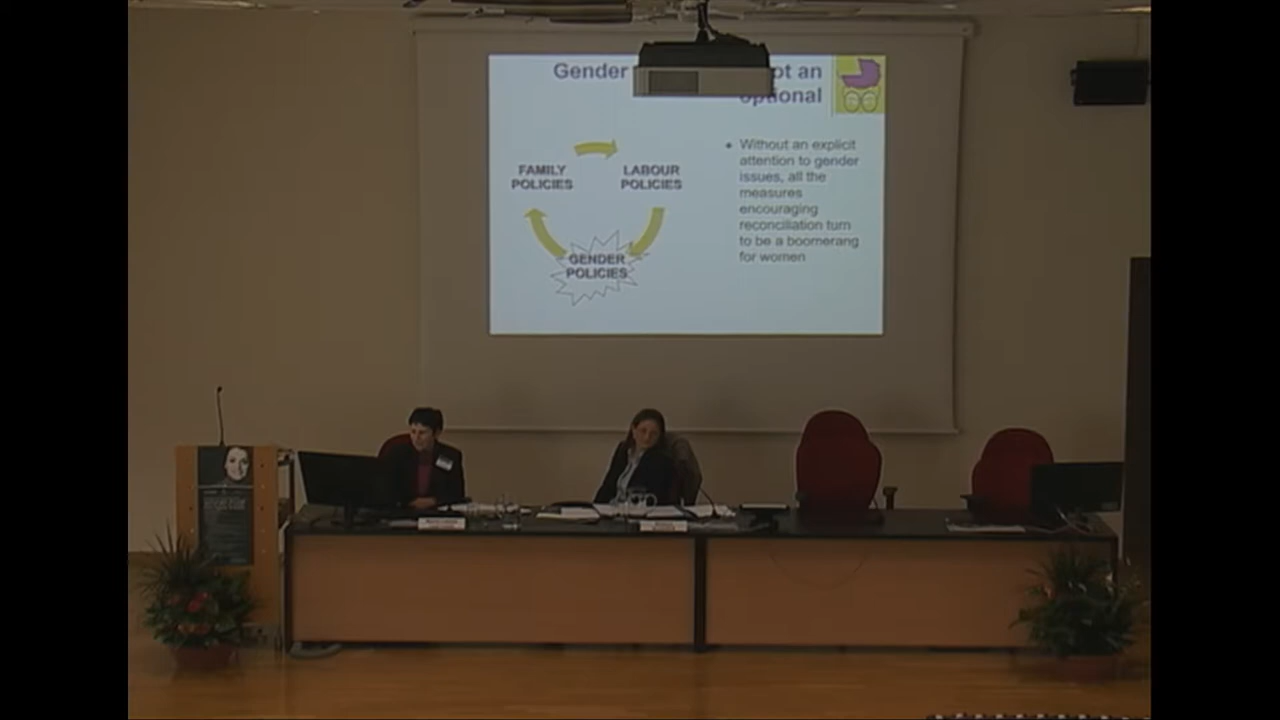 Gender ot an
optional
FAMILY
POLICIES
LABOUR
POLICIES
GENDER
POLICIES
• Without an explicit
attention to gender
issues, all the
measures
encouraging
reconciliation turn
to be a boomerang
for women